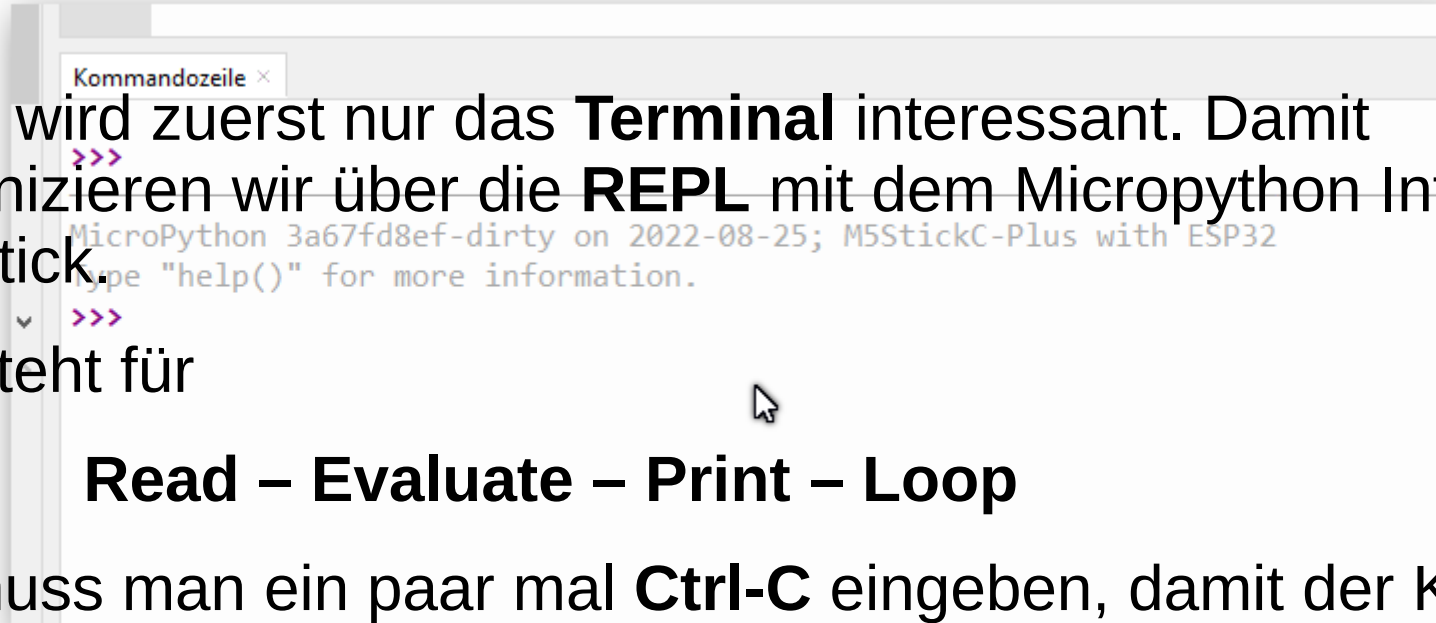 Kommandozeile ×
wird zuerst nur das Terminal interessant. Damit
>>>
nizieren wir über die REPL mit dem Micropython Int
MicroPython 3a67fd8ef-dirty on 2022-08-25; M5StickC-Plus with ESP32
tick.
Type "help()" for more information.
>>>
teht für
Read – Evaluate – Print – Loop
uss man ein paar mal Ctrl-C eingeben, damit der K